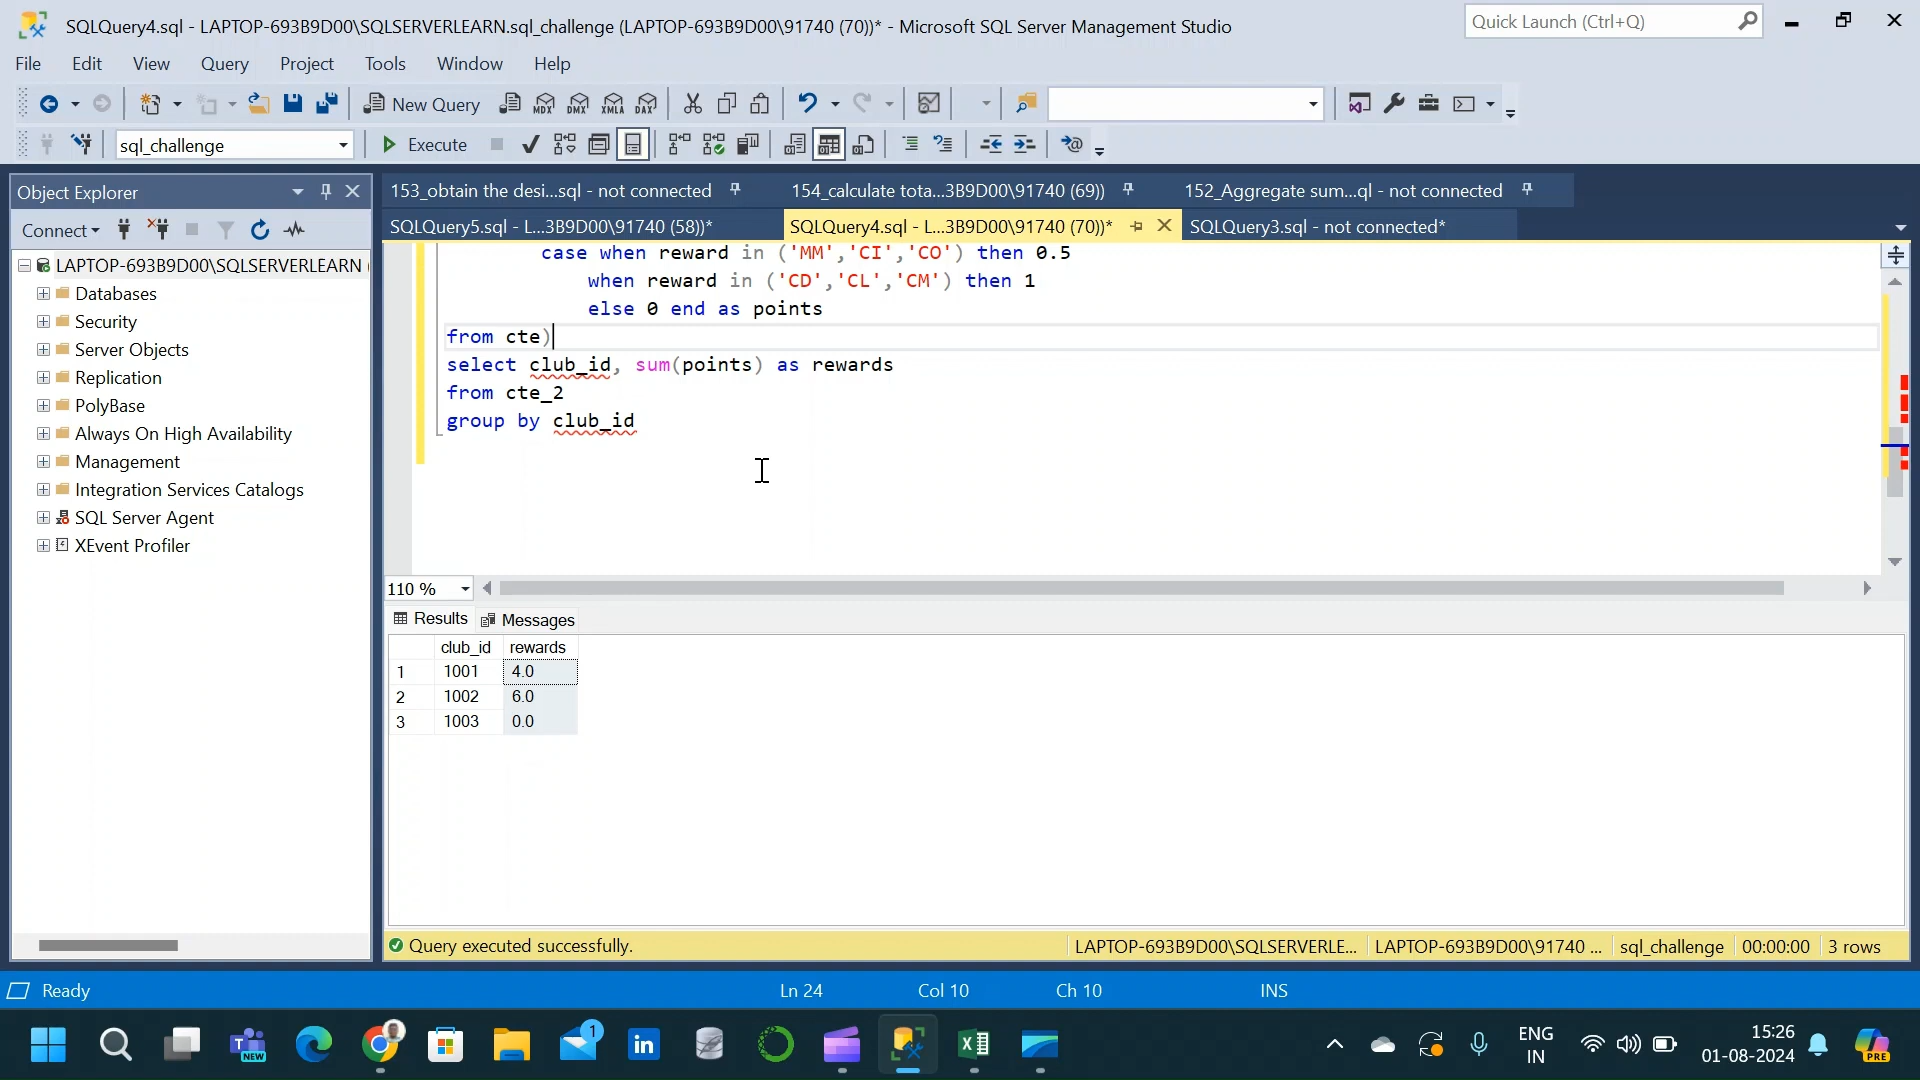 SQLQuery4.sql - LAPTOP-693B9D00\SQLSERVERLEARN.sql_challenge (LAPTOP-693B9D00\91740 (70))* - Microsoft SQL Server Management Studio
Quick Launch (Ctrl+Q)
File Edit View Query Project Tools Window Help
New Query MDX DMX XMLA DAX
sql_challenge Execute
Object Explorer
153_obtain the desi...sql - not connected 154_calculate tota...3B9D00\91740 (69)) 152_Aggregate sum...ql - not connected
SQLQuery5.sql - L...3B9D00\91740 (58))* SQLQuery4.sql - L...3B9D00\91740 (70))* SQLQuery3.sql - not connected*
Connect
LAPTOP-693B9D00\SQLSERVERLEARN (
Databases
Security
Server Objects
Replication
PolyBase
Always On High Availability
Management
Integration Services Catalogs
SQL Server Agent
XEvent Profiler
case when reward in ('MM','CI','CO') then 0.5
when reward in ('CD','CL','CM') then 1
else 0 end as points
from cte)
select club_id, sum(points) as rewards
from cte_2
group by club_id
110 %
Results Messages
club_id rewards
1 1001 4.0
2 1002 6.0
3 1003 0.0
Query executed successfully.
LAPTOP-693B9D00\SQLSERVERLE... LAPTOP-693B9D00\91740 ... sql_challenge 00:00:00 3 rows
Ready Ln 24 Col 10 Ch 10 INS
NEW
1
in
ENG
IN
15:26
01-08-2024
PRE